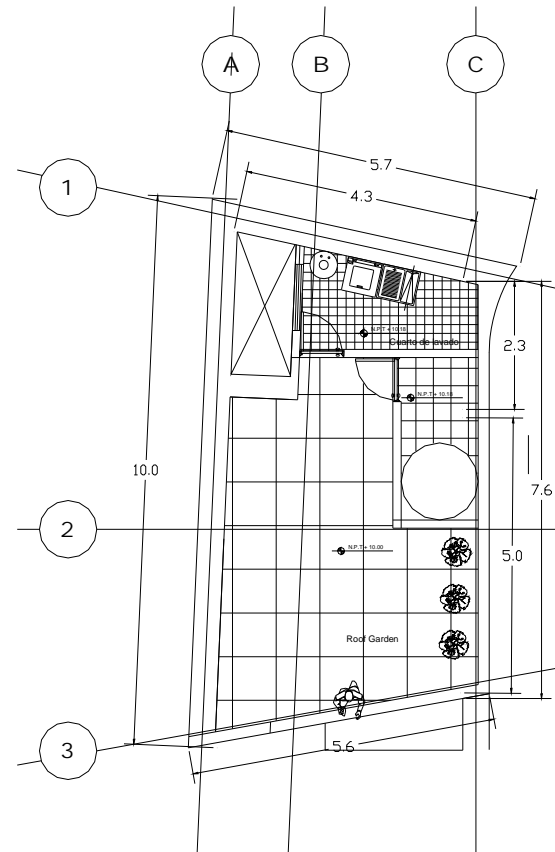 A
B
C
1
5.7
4.3
N.P.T + 10.18
Cuarto de lavado
2.3
N.P.T + 10.18
10.0
7.6
2
5.0
N.P.T + 10.00
Roof Garden
3
5.6